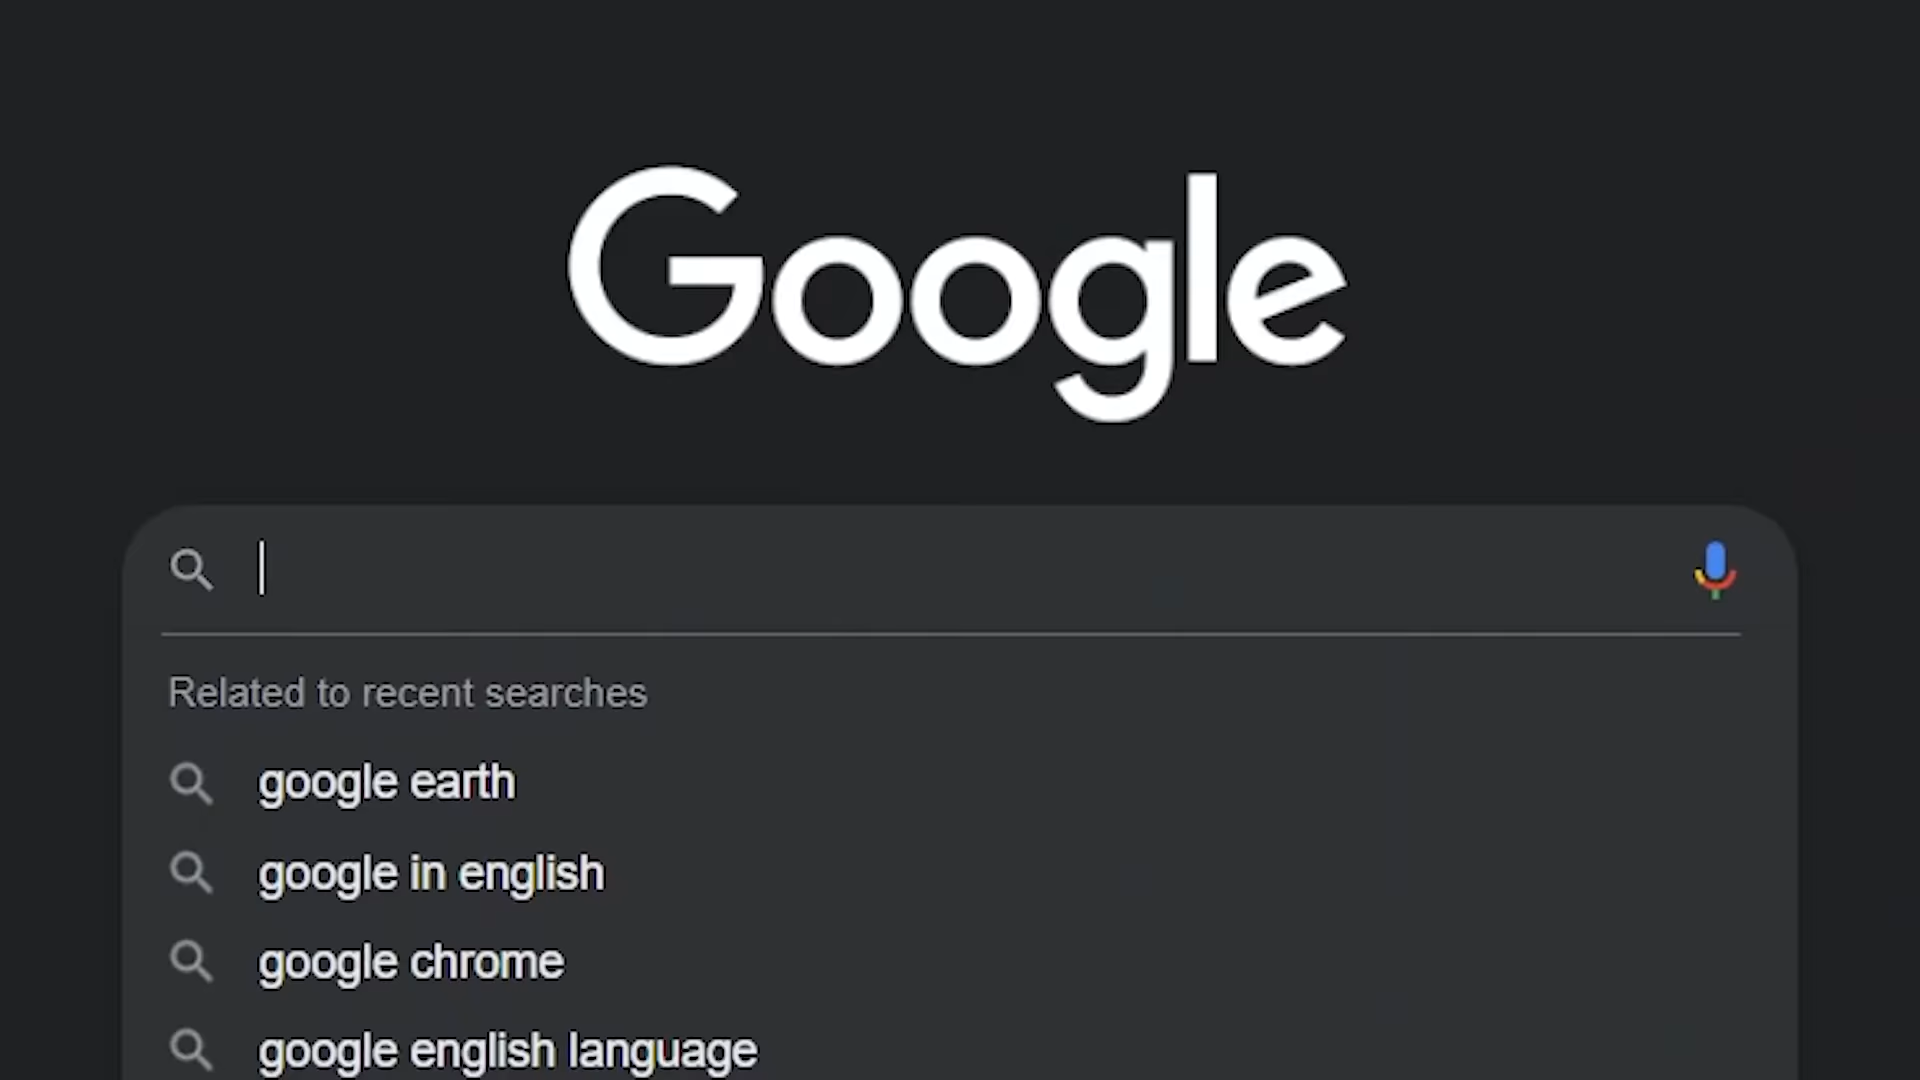 Google
Related to recent searches
google earth
google in english
google chrome
google english language